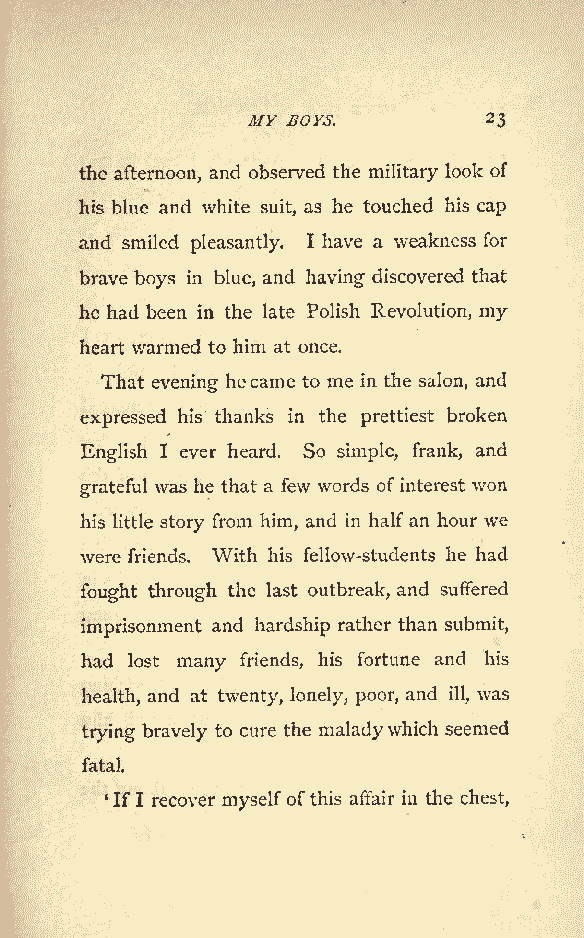 MY BOYS. 23
the afternoon, and observed the military look of
his blue and white suit, as he touched his cap
and smiled pleasantly. I have a weakness for
brave boys in blue, and having discovered that
he had been in the late Polish Revolution, my
heart warmed to him at once.
That evening he came to me in the salon, and
expressed his thanks in the prettiest broken
English I ever heard. So simple, frank, and
grateful was he that a few words of interest won
his little story from him, and in half an hour we
were friends. With his fellow-students he had
fought through the last outbreak, and suffered
imprisonment and hardship rather than submit,
had lost many friends, his fortune and his
health, and at twenty, lonely, poor, and ill, was
trying bravely to cure the malady which seemed
fatal.
‘If I recover myself of this affair in the chest,